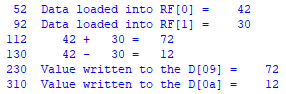 52 Data loaded into RF[0] = 42
92 Data loaded into RF[1] = 30
112 42 + 30 = 72
130 42 - 30 = 12
230 Value written to the D[09] = 72
310 Value written to the D[0a] = 12